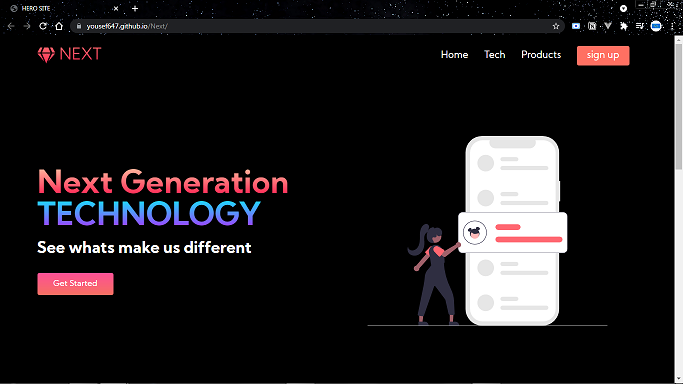 HERO SITE
yousef647.github.io/Next/
NEXT
Home
Tech
Products
sign up
Next Generation
TECHNOLOGY
See whats make us different
Get Started